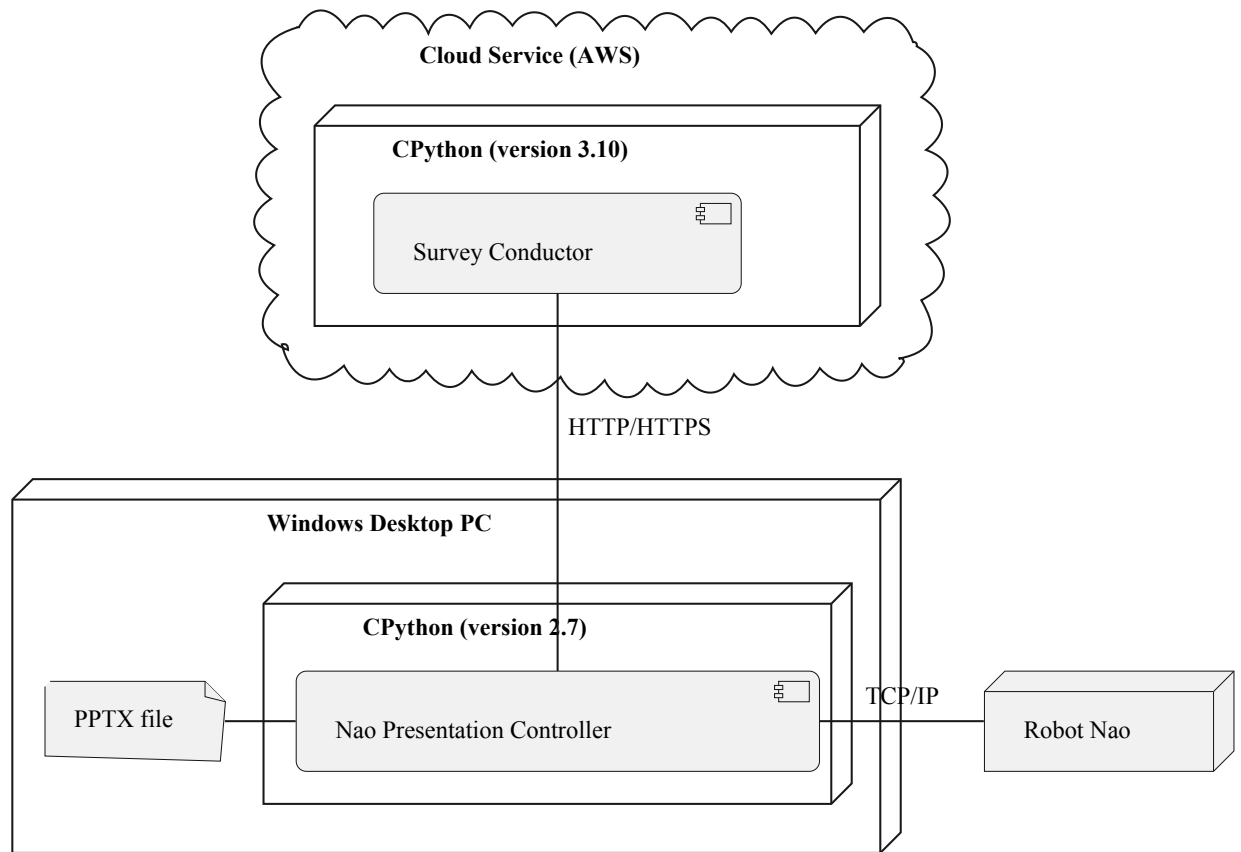 Cloud Service (AWS)
CPython (version 3.10)
Survey Conductor
HTTP/HTTPS
Windows Desktop PC
CPython (version 2.7)
PPTX file
Nao Presentation Controller
TCP/IP
Robot Nao